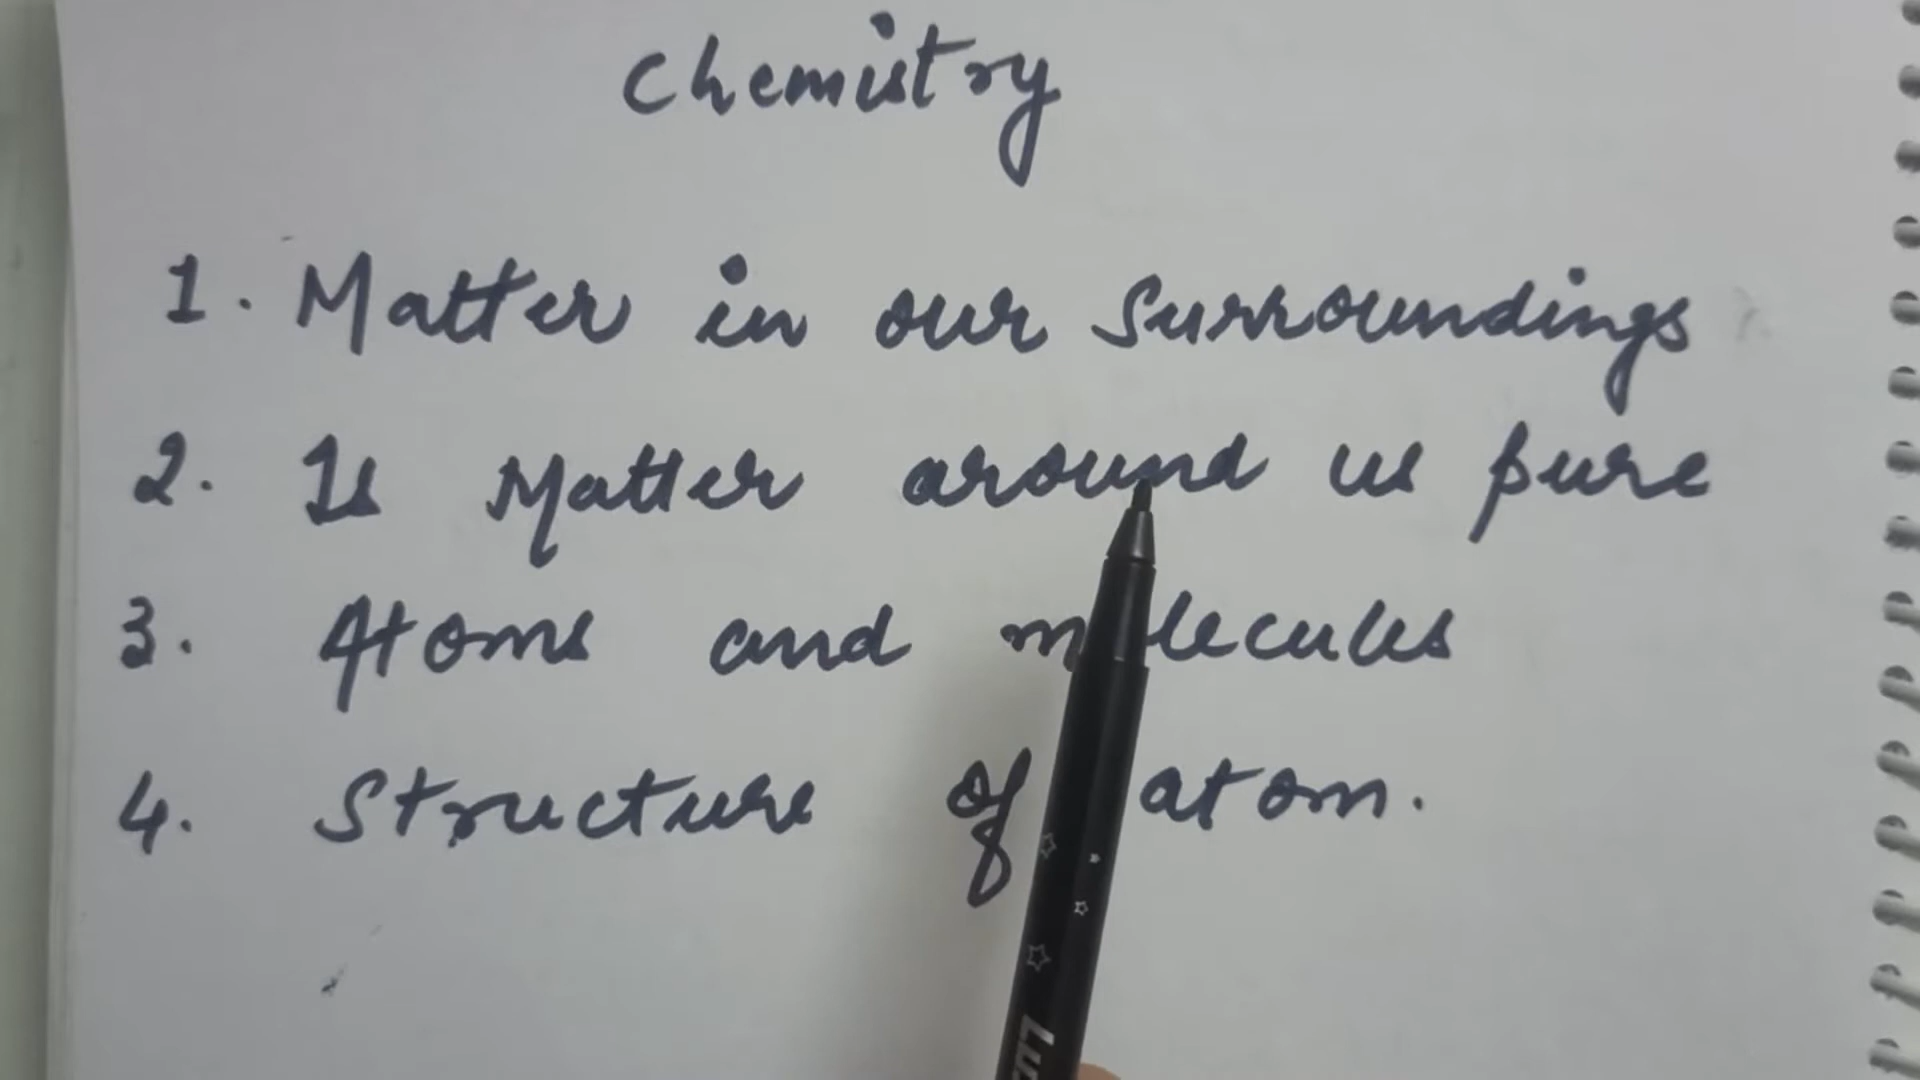 Chemistry
1. Matter in our Surroundings
2. Is Matter around us pure
3. Atoms and molecules
4. Structure of atom.